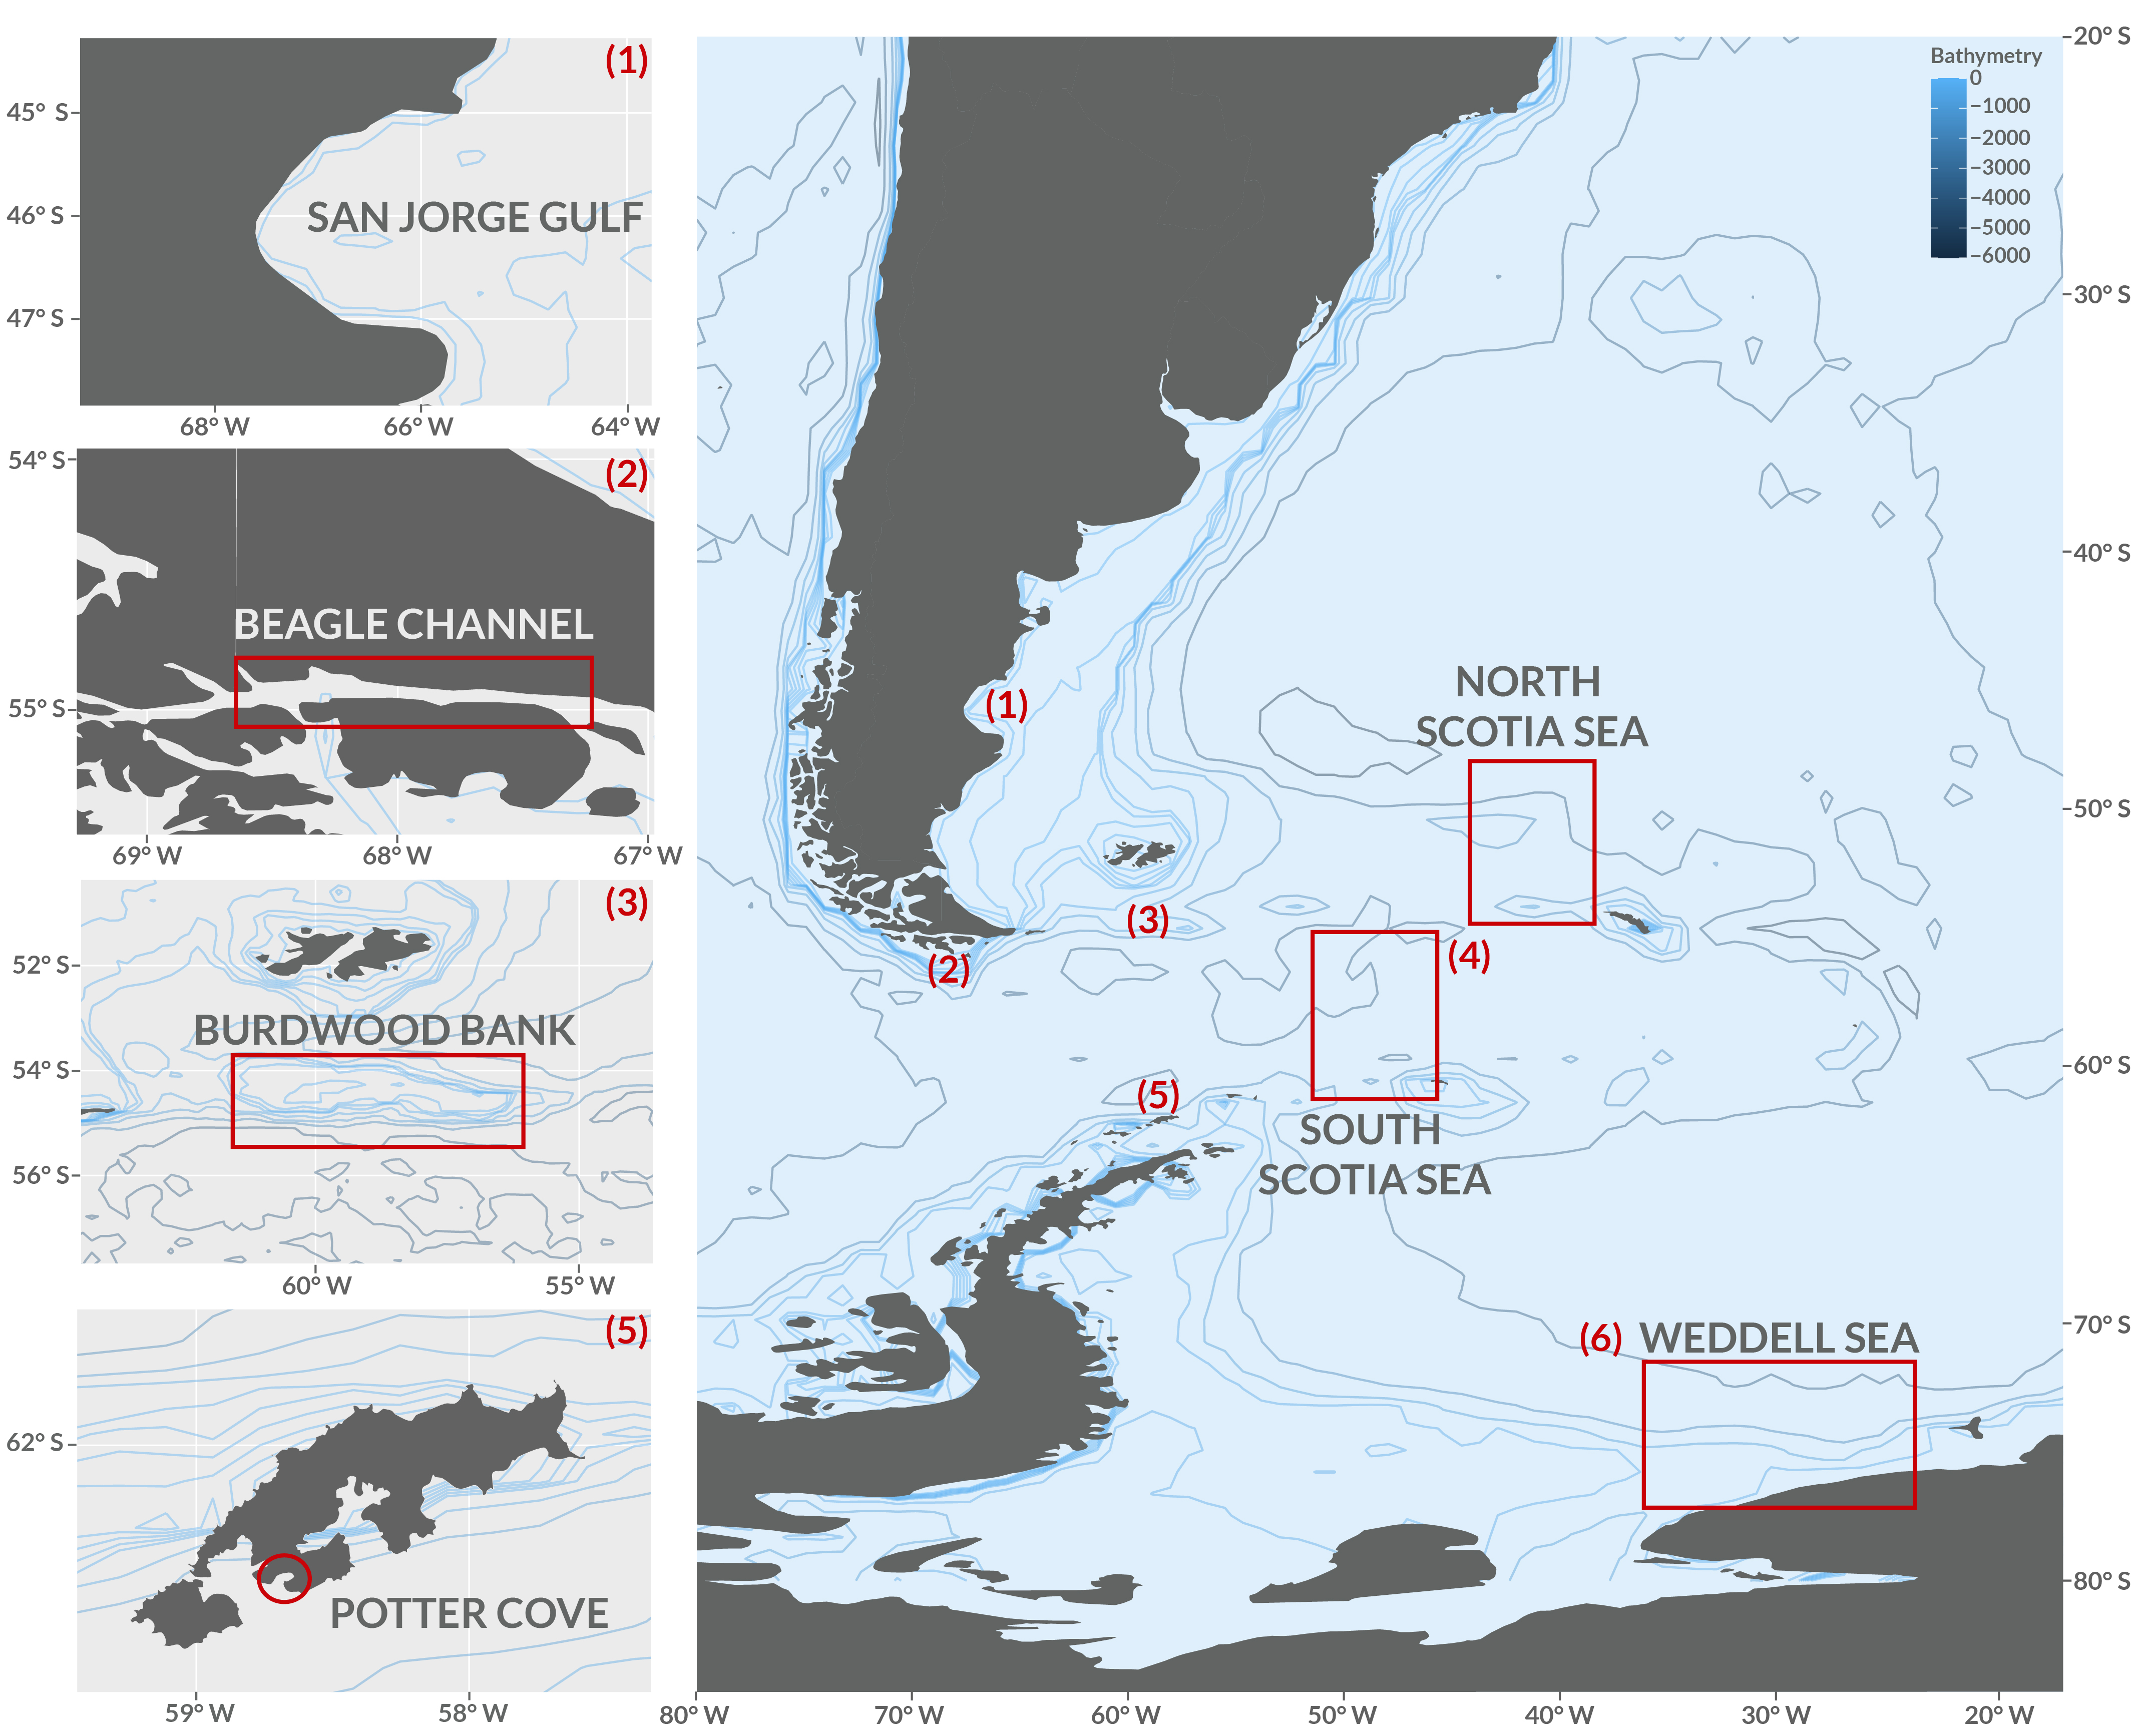 (1)
45° S
46° S
47° S
SAN JORGE GULF
68° W
66° W
64° W
(2)
54° S
55° S
BEAGLE CHANNEL
69° W
68° W
67° W
(3)
52° S
54° S
56° S
BURDWOOD BANK
60° W
55° W
(5)
62° S
POTTER COVE
59° W
58° W
Bathymetry
0
−1000
−2000
−3000
−4000
−5000
−6000
20° S
30° S
40° S
50° S
60° S
70° S
80° S
(1)
NORTH
SCOTIA SEA
(3)
(2)
(4)
(5)
SOUTH
SCOTIA SEA
(6) WEDDELL SEA
80° W
70° W
60° W
50° W
40° W
30° W
20° W